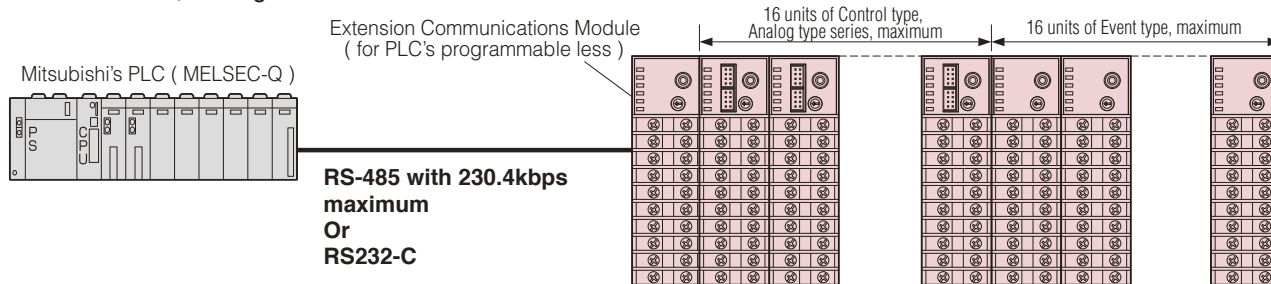 Extension Communications Module
( for PLC's programmable less )
16 units of Control type,
Analog type series, maximum
16 units of Event type, maximum
Mitsubishi's PLC ( MELSEC-Q )
P
S
C
P
U
RS-485 with 230.4kbps
maximum
Or
RS232-C